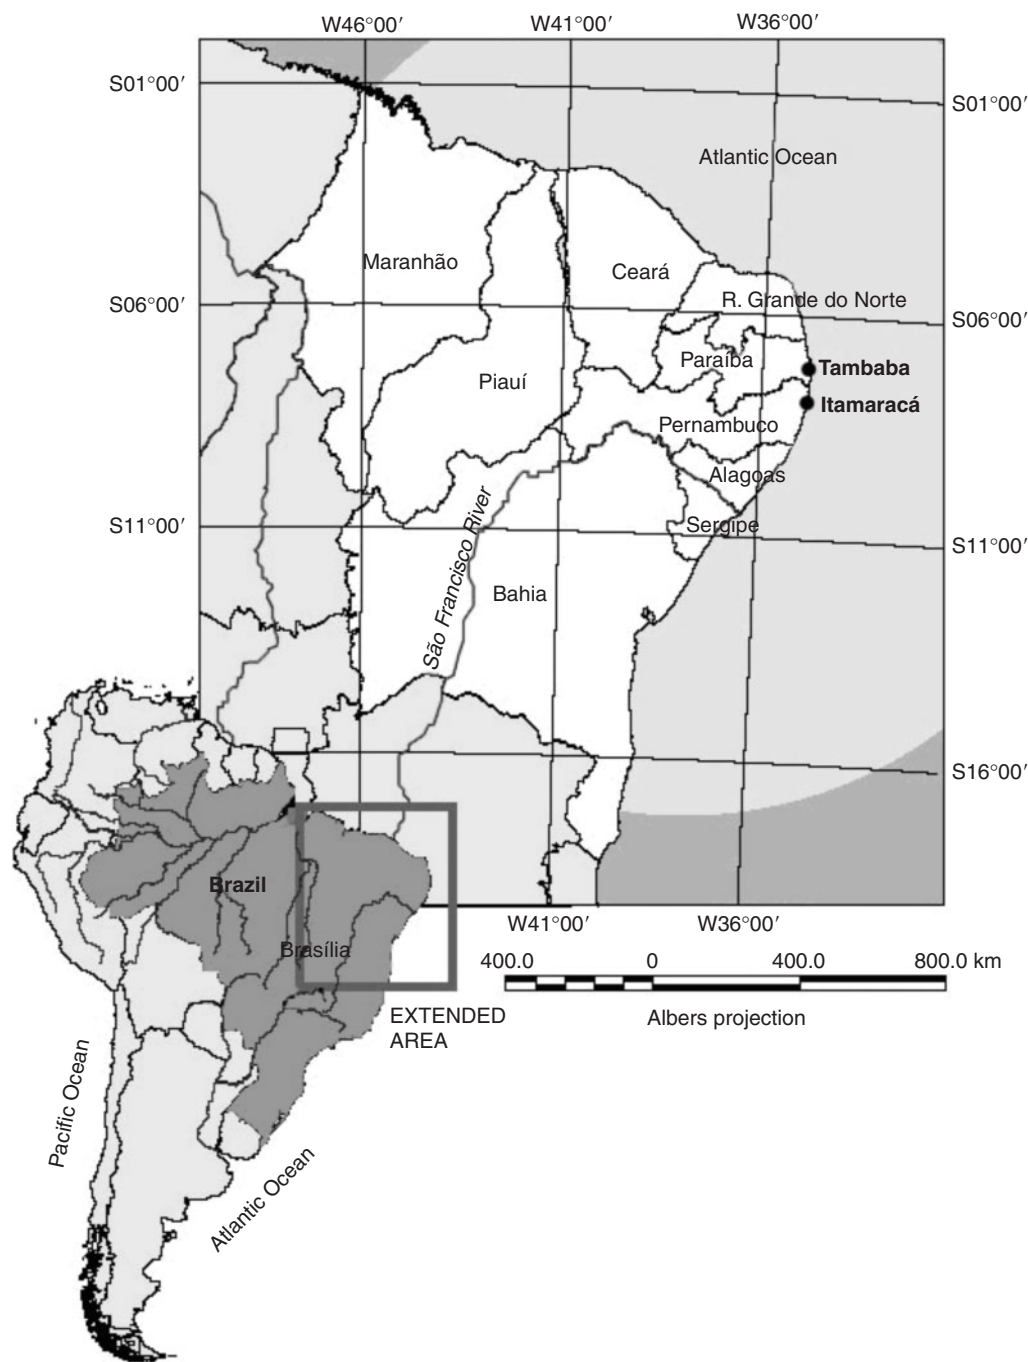 W46°00′
W41°00′
W36°00′
S01°00′
S01°00′
Atlantic Ocean
Maranhão
Ceará
R. Grande do Norte
S06°00′
S06°00′
Paraíba
Tambaba
Piauí
Itamaracá
Pernambuco
Alagoas
São Francisco River
Sergipe
S11°00′
S11°00′
Bahia
S16°00′
Brazil
Brasília
W41°00′
W36°00′
400.0
0
400.0
800.0 km
EXTENDED
AREA
Albers projection
Pacific Ocean
Atlantic Ocean